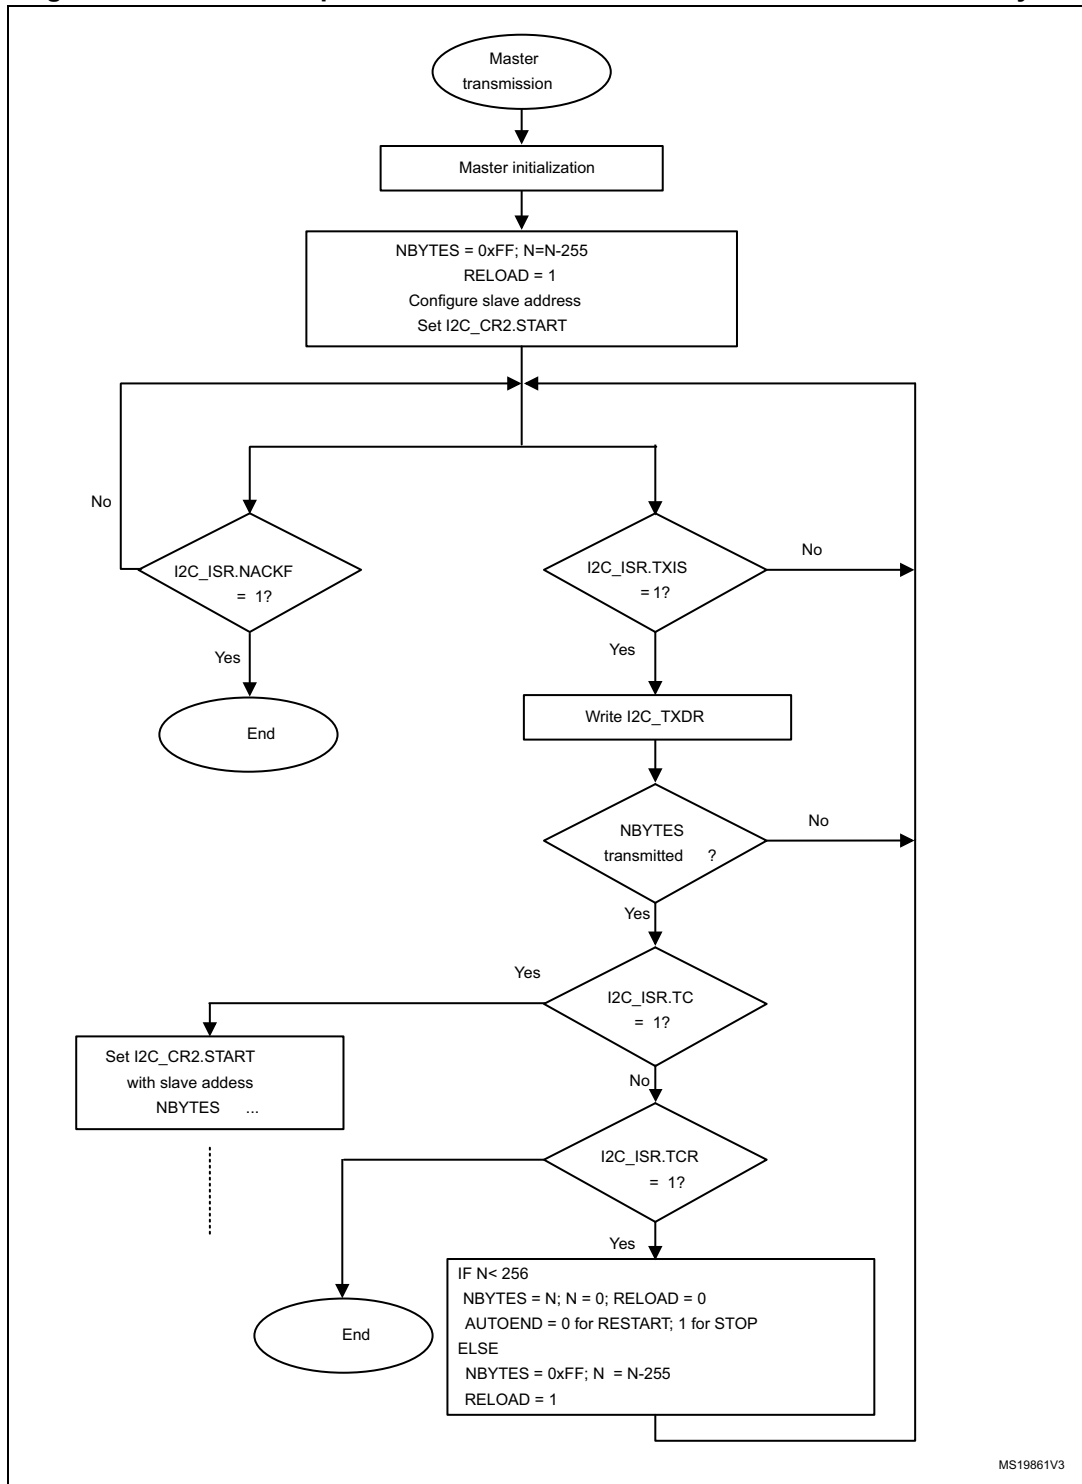 Master
transmission
Master initialization
NBYTES = 0xFF; N=N-255
RELOAD = 1
Configure slave address
Set I2C_CR2.START
No
I2C_ISR.NACKF
= 1?
Yes
End
I2C_ISR.TXIS
= 1?
No
Yes
Write I2C_TXDR
NBYTES
transmitted ?
No
Yes
I2C_ISR.TC
= 1?
Yes
Set I2C_CR2.START
with slave addess
NBYTES ...
No
I2C_ISR.TCR
= 1?
Yes
End
IF N< 256
NBYTES = N; N = 0; RELOAD = 0
AUTOEND = 0 for RESTART; 1 for STOP
ELSE
NBYTES = 0xFF; N = N-255
RELOAD = 1
MS19861V3